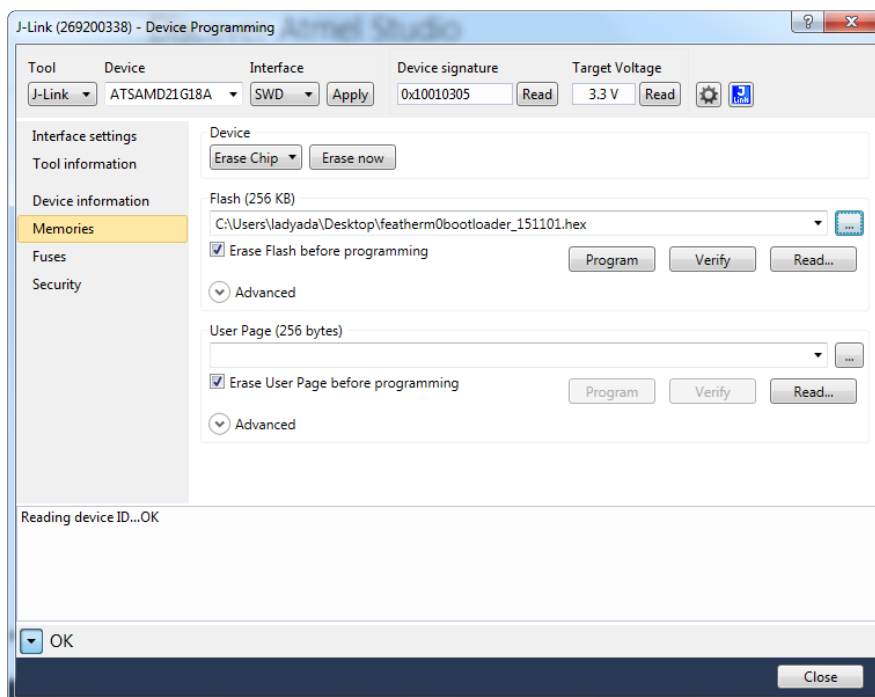 J-Link (269200338) - Device Programming
Tool Device Interface Device signature Target Voltage
J-Link ATSAMD21G18A SWD Apply 0x10010305 Read 3.3 V Read
Interface settings
Tool information
Device information
Memories
Fuses
Security
Device
Erase Chip Erase now
Flash (256 KB)
C:\Users\ladyada\Desktop\featherm0bootloader_151101.hex ...
Erase Flash before programming
Program Verify Read...
Advanced
User Page (256 bytes)
...
Erase User Page before programming
Program Verify Read...
Advanced
Reading device ID...OK
OK
Close